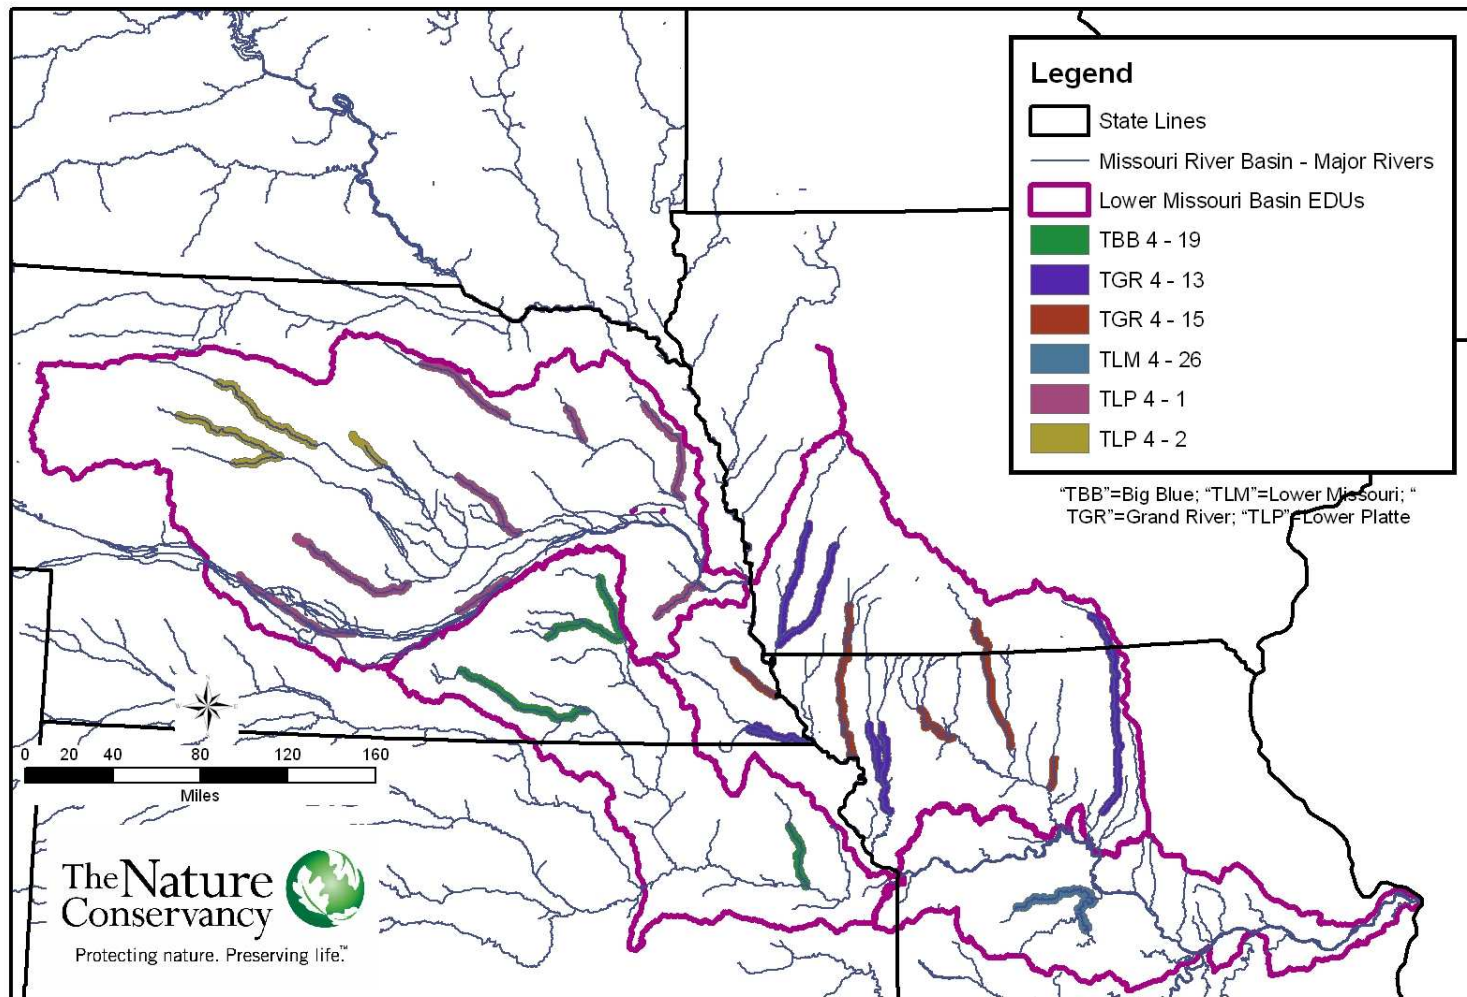 Legend
State Lines
Missouri River Basin - Major Rivers
Lower Missouri Basin EDUs
TBB 4 - 19
TGR 4 - 13
TGR 4 - 15
TLM 4 - 26
TLP 4 - 1
TLP 4 - 2
“TBB”=Big Blue; “TLM”=Lower Missouri; “
TGR”=Grand River; “TLP”=Lower Platte
0 20 40 80 120 160
Miles
The Nature
Conservancy
Protecting nature. Preserving life.™